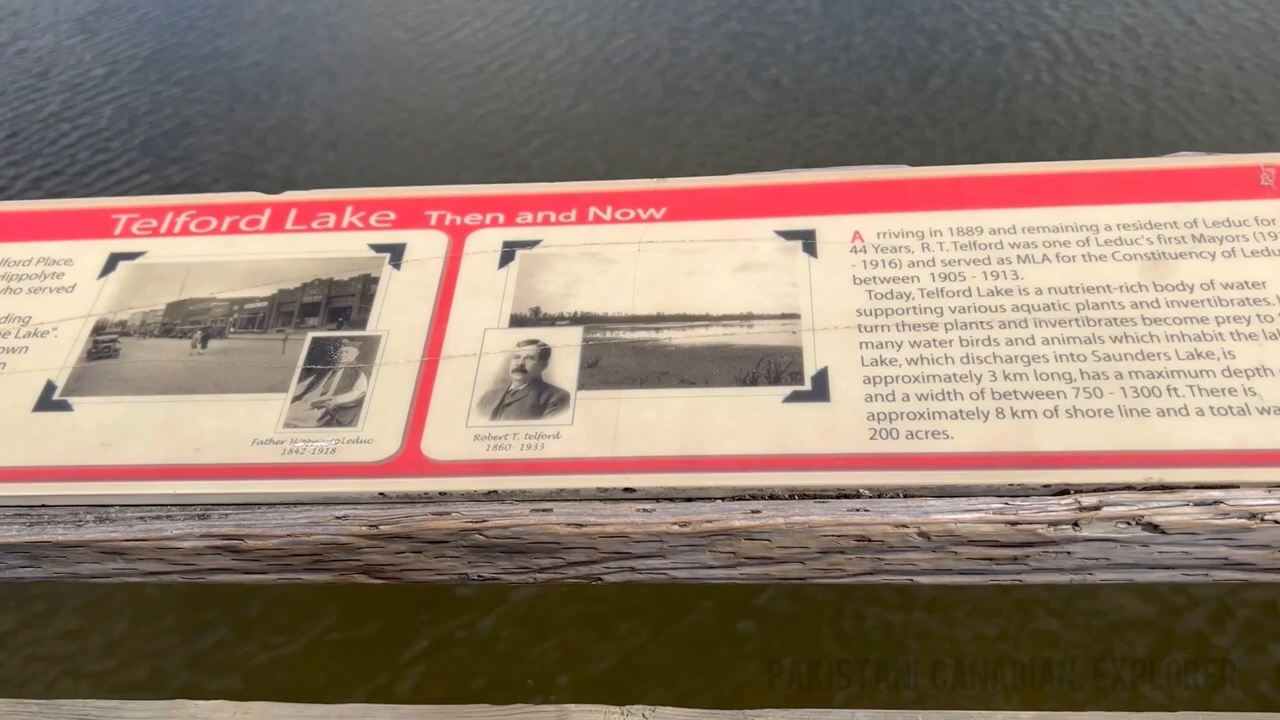 Telford Lake Then and Now
lford Place,
Hippolyte
who served
ding
e Lake".
own
n
Father Leduc
1842-1918
Robert T. telford
1860-1933
Arriving in 1889 and remaining a resident of Leduc for
44 Years, R. T. Telford was one of Leduc's first Mayors (19
- 1916) and served as MLA for the Constituency of Ledu
between 1905 - 1913.
Today, Telford Lake is a nutrient-rich body of water
supporting various aquatic plants and invertibrates.
turn these plants and invertibrates become prey to
many water birds and animals which inhabit the la
Lake, which discharges into Saunders Lake, is
approximately 3 km long, has a maximum depth
and a width of between 750 - 1300 ft. There is
approximately 8 km of shore line and a total wa
200 acres.
PAKISTANI CANADIAN EXPLORER